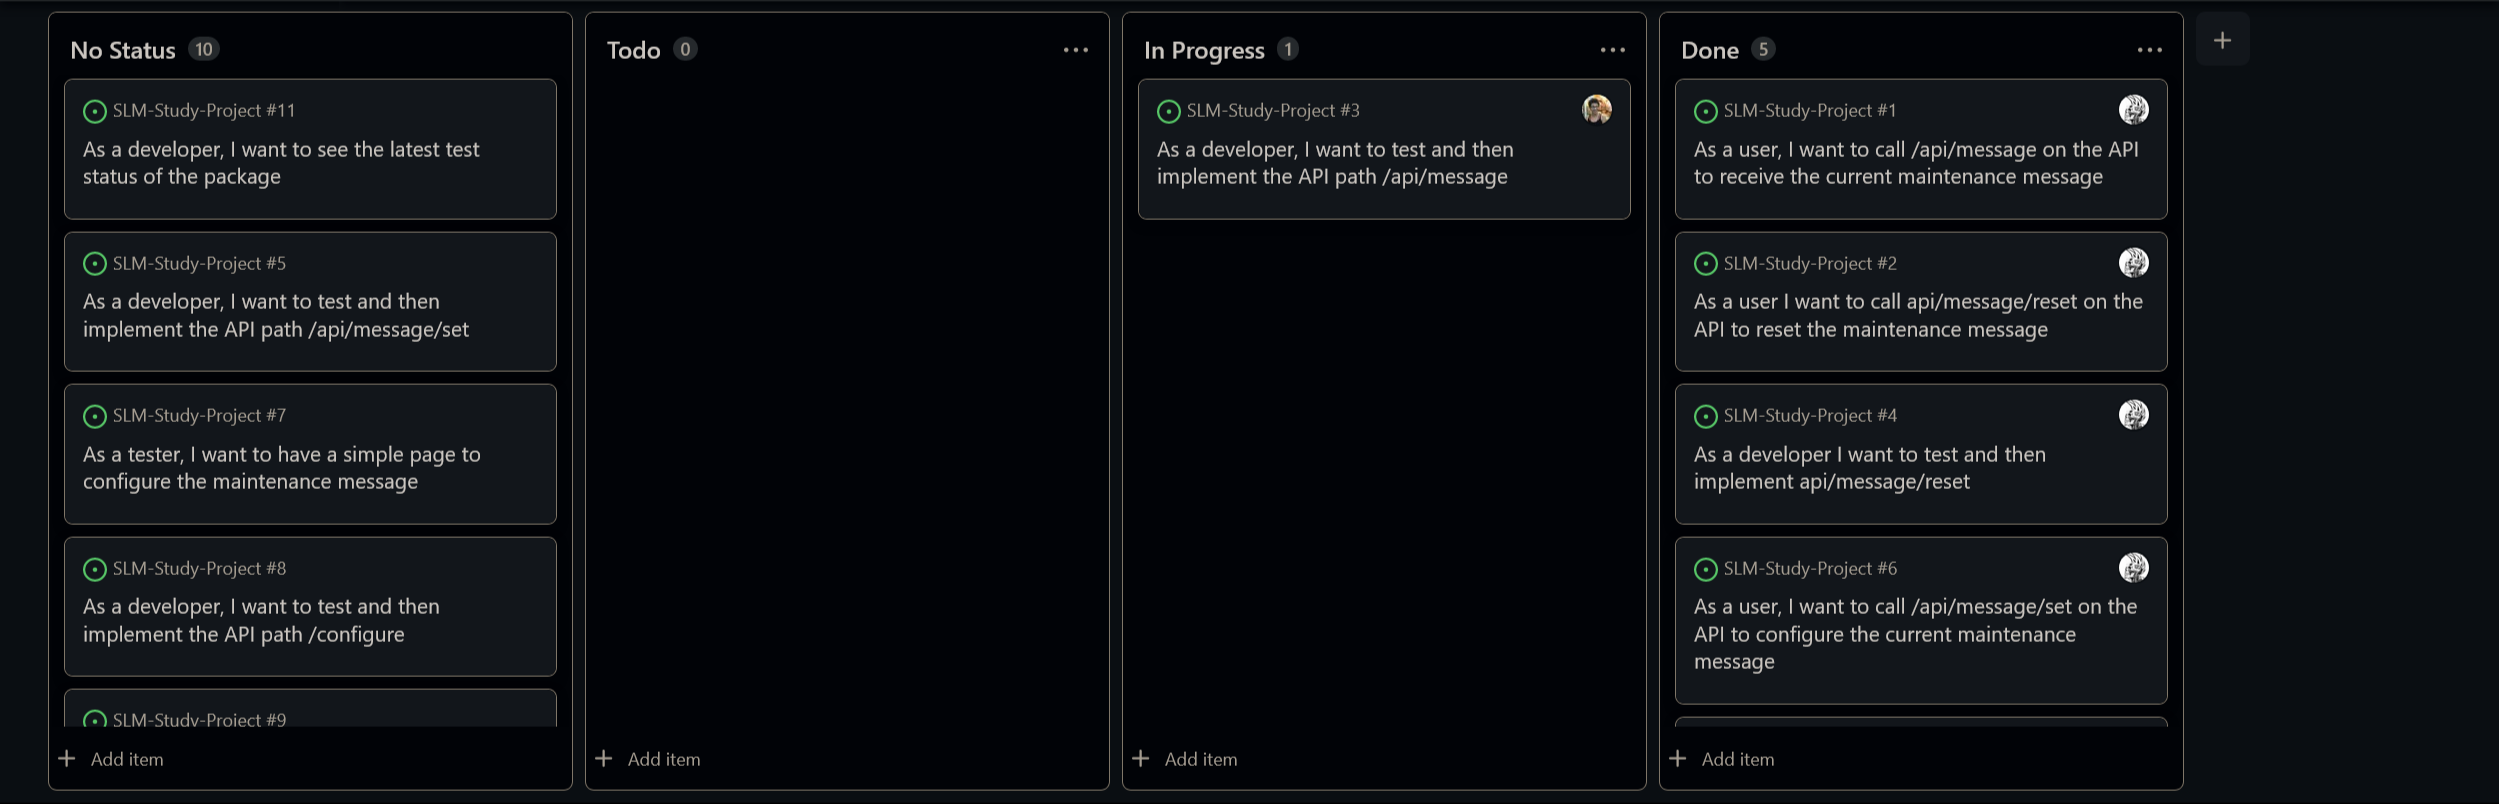 No Status 10
SLM-Study-Project #11
As a developer, I want to see the latest test
status of the package
SLM-Study-Project #5
As a developer, I want to test and then
implement the API path /api/message/set
SLM-Study-Project #7
As a tester, I want to have a simple page to
configure the maintenance message
SLM-Study-Project #8
As a developer, I want to test and then
implement the API path /configure
SLM-Study-Project #9
+ Add item
Todo 0
+ Add item
In Progress 1
SLM-Study-Project #3
As a developer, I want to test and then
implement the API path /api/message
+ Add item
Done 5
SLM-Study-Project #1
As a user, I want to call /api/message on the API
to receive the current maintenance message
SLM-Study-Project #2
As a user I want to call api/message/reset on the
API to reset the maintenance message
SLM-Study-Project #4
As a developer I want to test and then
implement api/message/reset
SLM-Study-Project #6
As a user, I want to call /api/message/set on the
API to configure the current maintenance
message
+ Add item